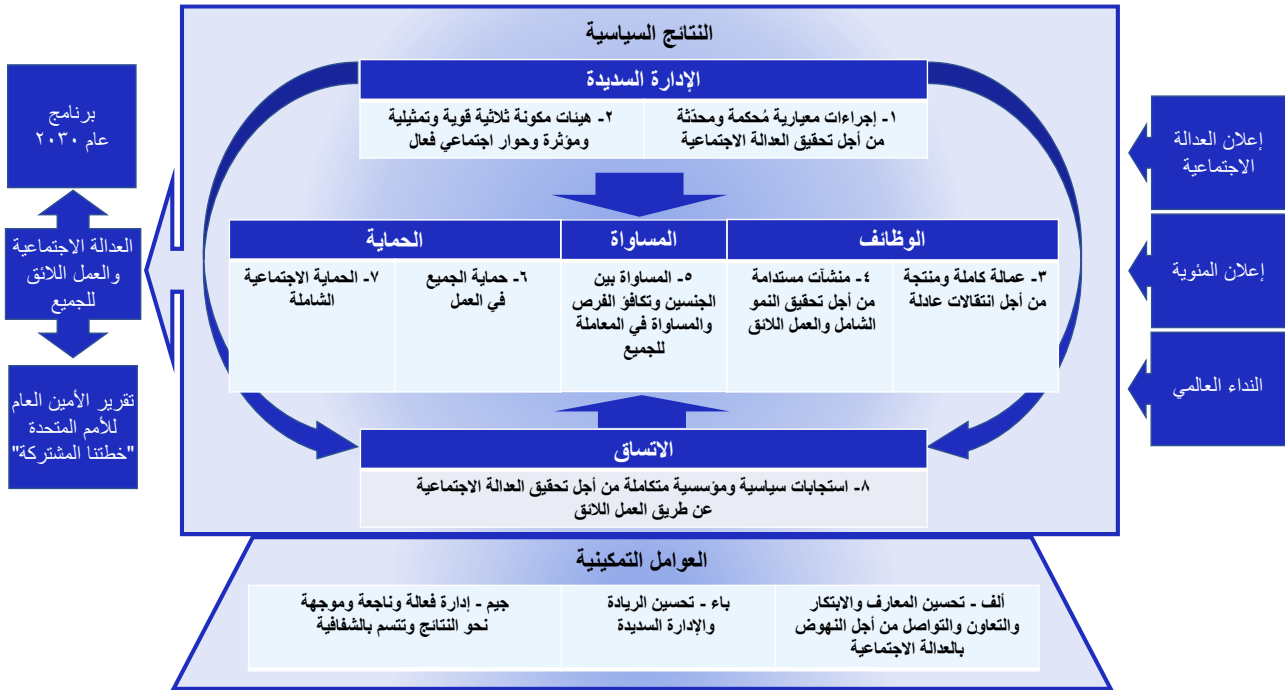 النتائج السياسية
الإدارة السديدة
١- إجراءات معيارية مُحكمة ومحدّثة
من أجل تحقيق العدالة الاجتماعية
٢- هيئات مكونة ثلاثية قوية وتمثيلية
ومؤثرة وحوار اجتماعي فعال
إعلان العدالة
الاجتماعية
إعلان المئوية
النداء العالمي
الوظائف
المساواة
الحماية
٣- عمالة كاملة ومنتجة
من أجل انتقالات عادلة
٤- منشآت مستدامة
من أجل تحقيق النمو
الشامل والعمل اللائق
٥- المساواة بين
الجنسين وتكافؤ الفرص
والمساواة في المعاملة
للجميع
٦- حماية الجميع
في العمل
٧- الحماية الاجتماعية
الشاملة
الاتساق
٨- استجابات سياسية ومؤسسية متكاملة من أجل تحقيق العدالة الاجتماعية
عن طريق العمل اللائق
برنامج
عام ٢٠٣٠
العدالة الاجتماعية
والعمل اللائق
للجميع
تقرير الأمين العام
للأمم المتحدة
"خطتنا المشتركة"
العوامل التمكينية
ألف - تحسين المعارف والابتكار
والتعاون والتواصل من أجل النهوض
بالعدالة الاجتماعية
باء - تحسين الريادة
والإدارة السديدة
جيم - إدارة فعالة وناجعة وموجهة
نحو النتائج وتتسم بالشفافية